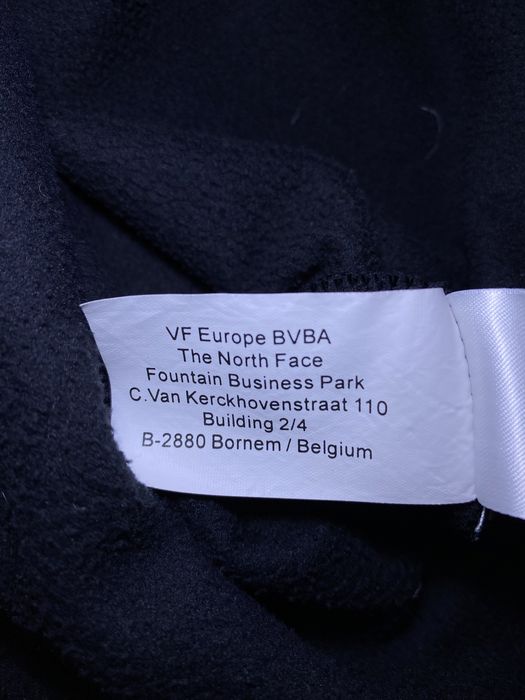 VF Europe BVBA
The North Face
Fountain Business Park
C.Van Kerckhovenstraat 110
Building 2/4
B-2880 Bornem / Belgium